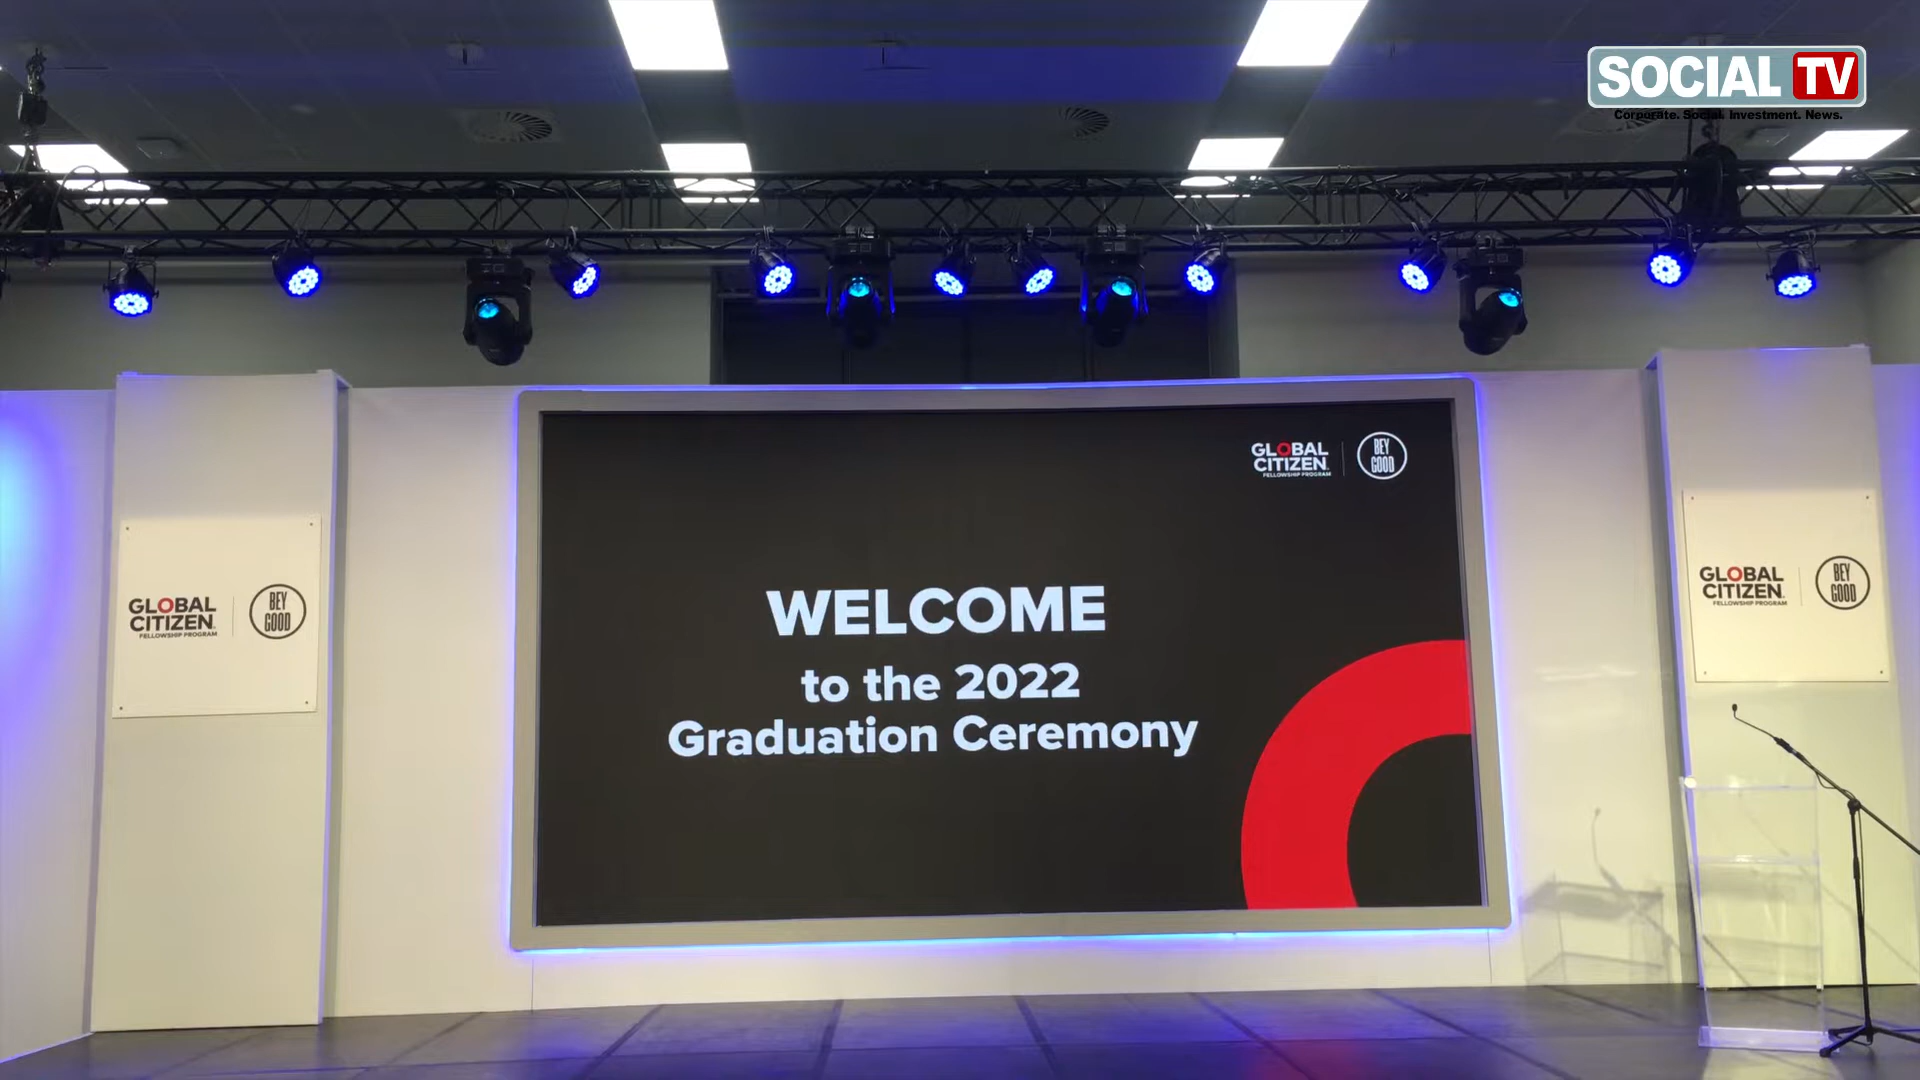 SOCIAL TV
Corporate. Social. Investment. News.
GLOBAL
CITIZEN
FELLOWSHIP PROGRAM
BEY
GOOD
WELCOME
to the 2022
Graduation Ceremony
GLOBAL
CITIZEN
FELLOWSHIP PROGRAM
BEY
GOOD
GLOBAL
CITIZEN
FELLOWSHIP PROGRAM
BEY
GOOD